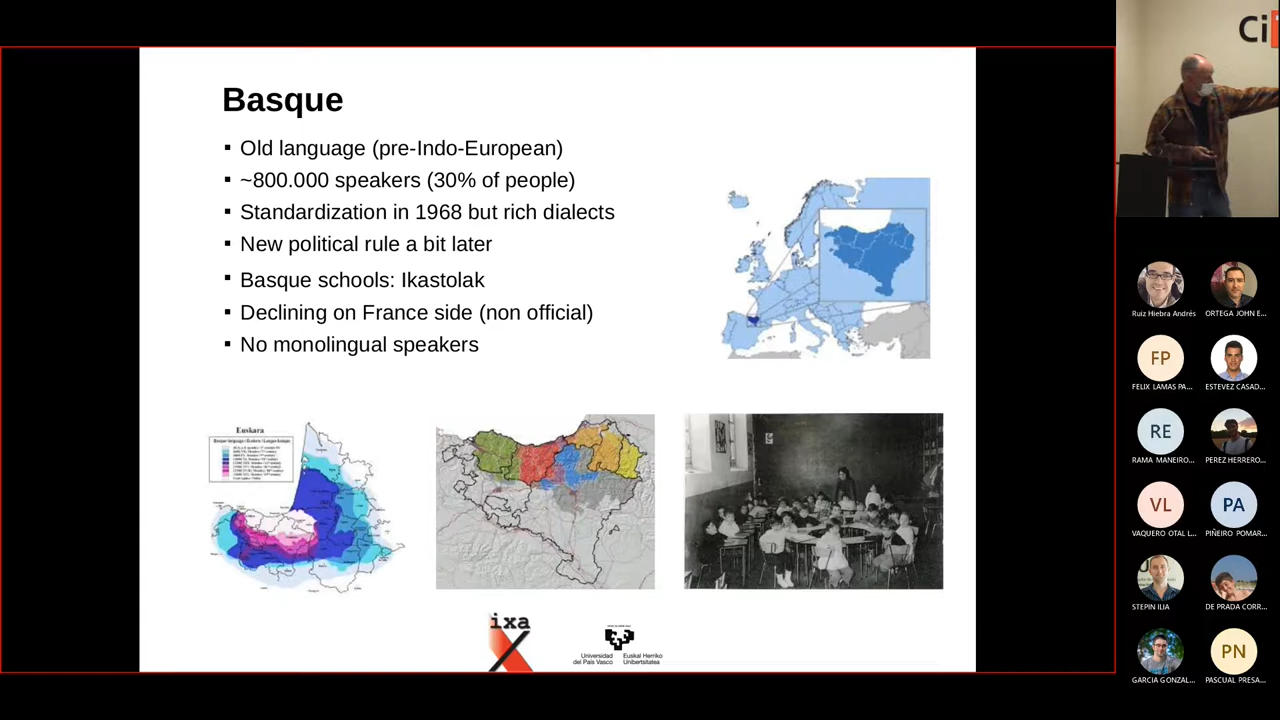 Basque
▪ Old language (pre-Indo-European)
▪ ~800.000 speakers (30% of people)
▪ Standardization in 1968 but rich dialects
▪ New political rule a bit later
▪ Basque schools: Ikastolak
▪ Declining on France side (non official)
▪ No monolingual speakers
Euskara
ixa
Universidad
del País Vasco
Euskal Herriko
Unibertsitatea
Ci
Ruiz Hiebra Andrés
ORTEGA JOHN E...
FP
FELIX LAMAS PA...
ESTEVEZ CASAD...
RE
RAMA MANEIRO...
PEREZ HERRERO...
VL
VAQUERO OTAL L...
PA
PIÑEIRO POMAR...
STEPIN ILIA
DE PRADA CORR...
GARCIA GONZAL...
PN
PASCUAL PRESA...